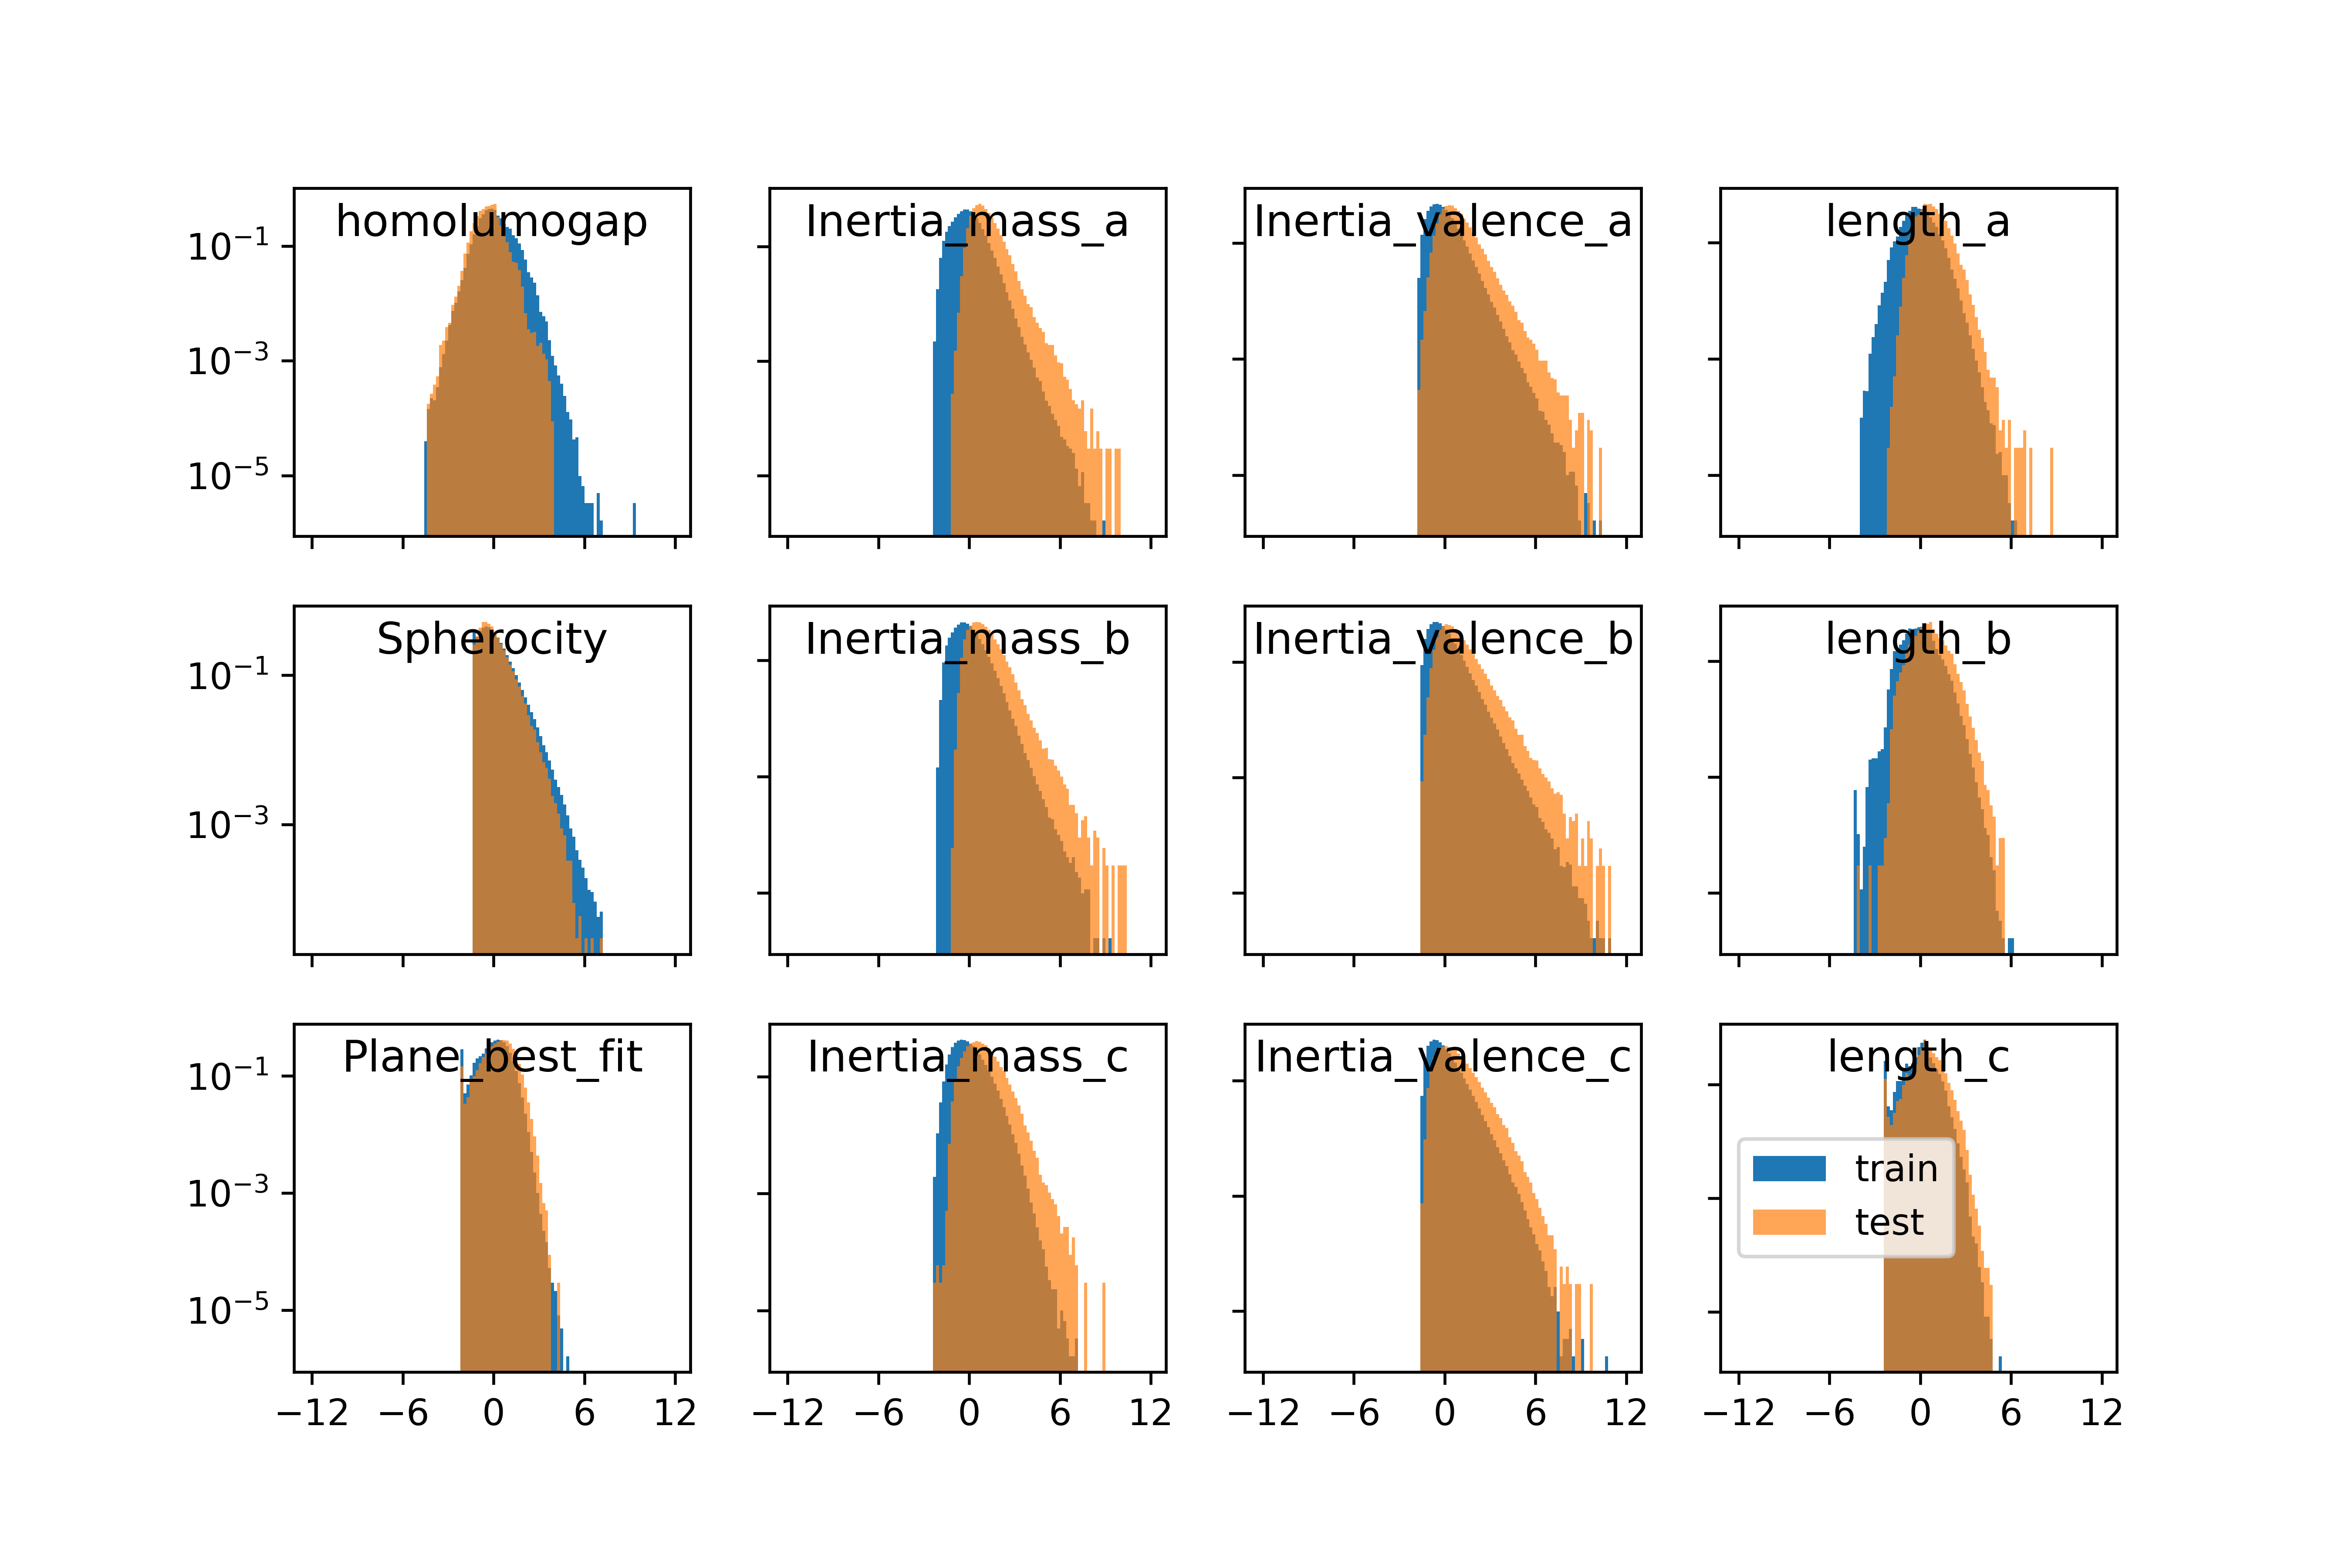 homolumogap
Inertia_mass_a
Inertia_valence_a
length_a
10⁻¹
10⁻³
10⁻⁵
Spherocity
Inertia_mass_b
Inertia_valence_b
length_b
10⁻¹
10⁻³
Plane_best_fit
Inertia_mass_c
Inertia_valence_c
length_c
10⁻¹
10⁻³
10⁻⁵
train
test
−12 −6 0 6 12
−12 −6 0 6 12
−12 −6 0 6 12
−12 −6 0 6 12